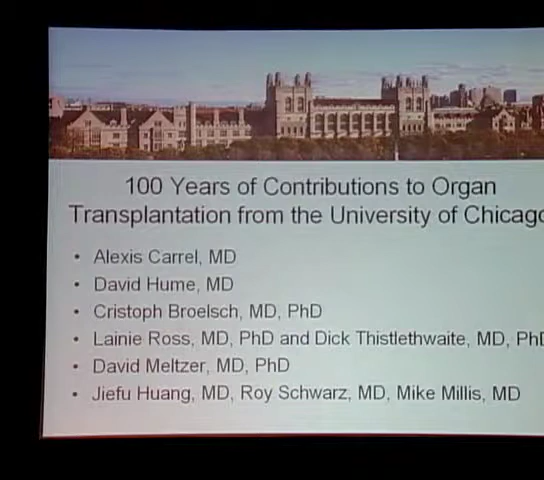 100 Years of Contributions to Organ
Transplantation from the University of Chicago
• Alexis Carrel, MD
• David Hume, MD
• Cristoph Broelsch, MD, PhD
• Lainie Ross, MD, PhD and Dick Thistlethwaite, MD, PhD
• David Meltzer, MD, PhD
• Jiefu Huang, MD, Roy Schwarz, MD, Mike Millis, MD